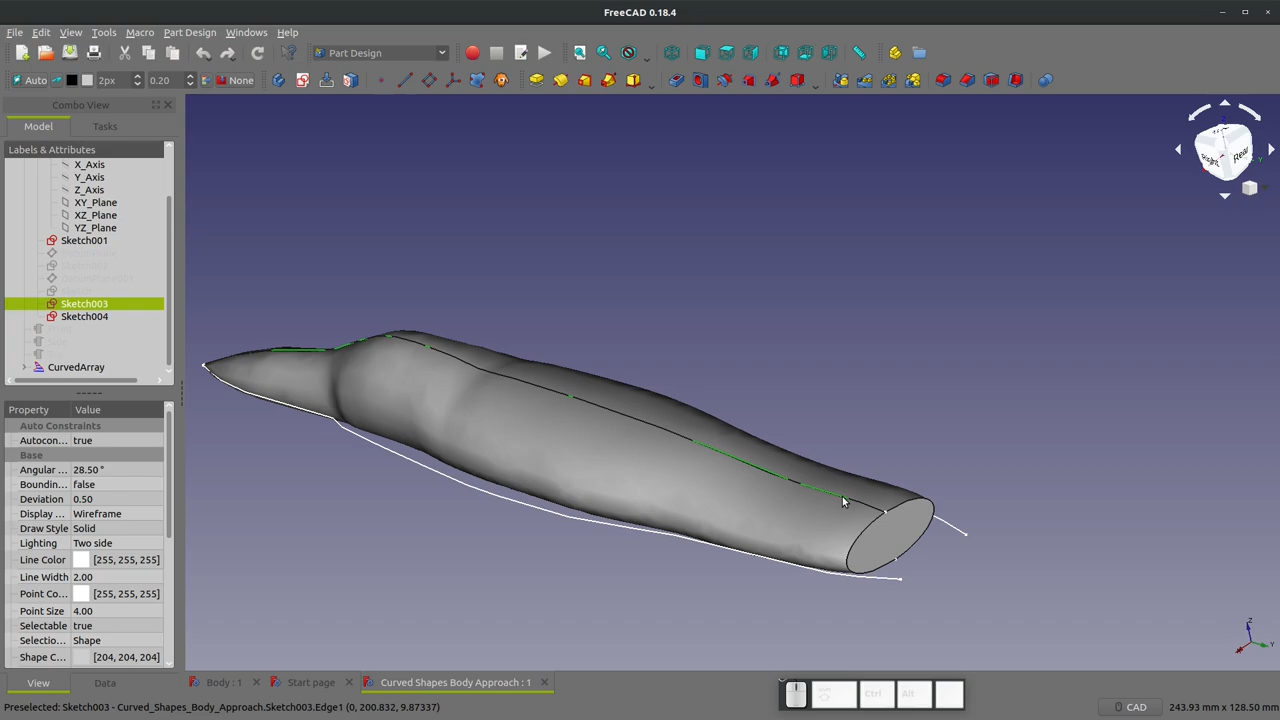 FreeCAD 0.18.4
File Edit View Tools Macro Part Design Windows Help
Part Design
Auto 2px 0.20 None
Combo View
Model Tasks
Labels & Attributes
X_Axis
Y_Axis
Z_Axis
XY_Plane
XZ_Plane
YZ_Plane
Sketch001
Sketch003
Sketch004
CurvedArray
Property Value
Auto Constraints
Autocon... true
Base
Angular ... 28.50 °
Boundin... false
Deviation 0.50
Display ... Wireframe
Draw Style Solid
Lighting Two side
Line Color [255, 255, 255]
Line Width 2.00
Point Co... [255, 255, 255]
Point Size 4.00
Selectable true
Selectio... Shape
Shape C... [204, 204, 204]
View Data
Body : 1 Start page Curved Shapes Body Approach : 1
Ctrl Alt
Right Rear
Z Y
Preselected: Sketch003 - Curved_Shapes_Body_Approach.Sketch003.Edge1 (0, 200.832, 9.87337)
CAD 243.93 mm x 128.50 mm